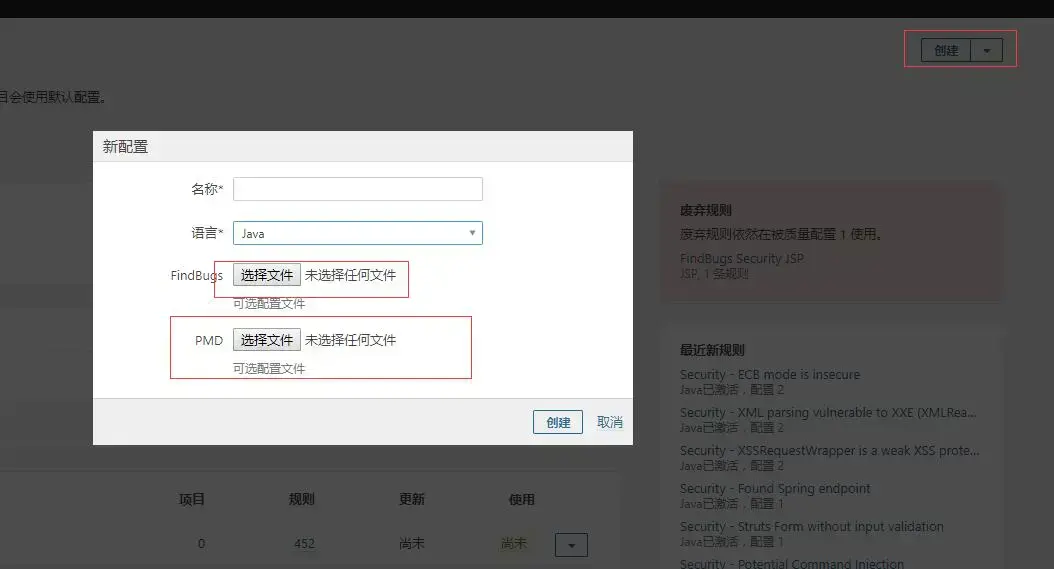 创建
目会使用默认配置。
新配置
名称*
语言* Java
FindBugs 选择文件 未选择任何文件
可选配置文件
PMD 选择文件 未选择任何文件
可选配置文件
创建 取消
废弃规则
废弃规则依然在被质量配置 1 使用。
FindBugs Security JSP
JSP, 1 条规则
最近新规则
Security - ECB mode is insecure
Java已激活，配置 2
Security - XML parsing vulnerable to XXE (XMLRea...
Java已激活，配置 2
Security - XSSRequestWrapper is a weak XSS prote...
Java已激活，配置 2
Security - Found Spring endpoint
Java已激活，配置 1
Security - Struts Form without input validation
Java已激活，配置 1
Security - Potential Command Injection
项目 规则 更新 使用
0 452 尚未 尚未